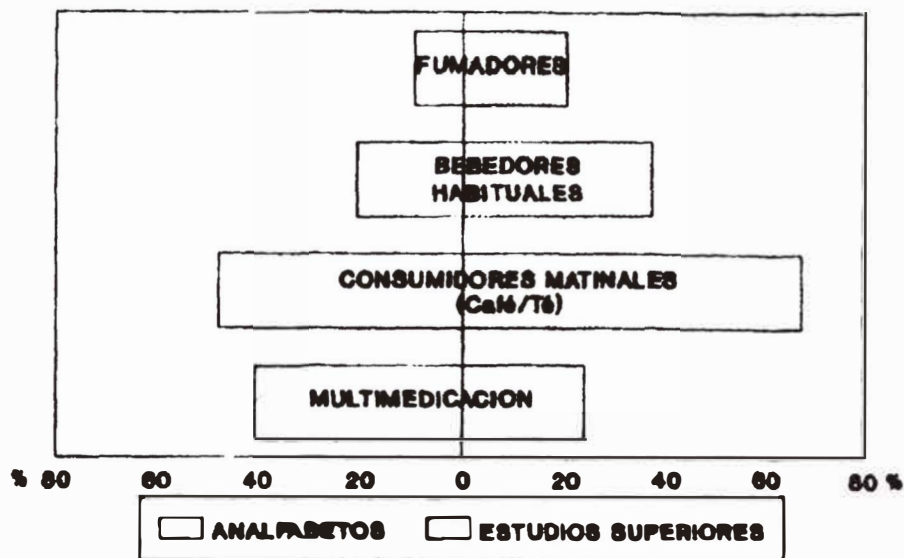 FUMADORES
BEBEDORES
HABITUALES
CONSUMIDORES MATINALES
(Café/Té)
MULTIMEDICACION
% 80 60 40 20 0 20 40 60 80 %
ANALFABETOS ESTUDIOS SUPERIORES